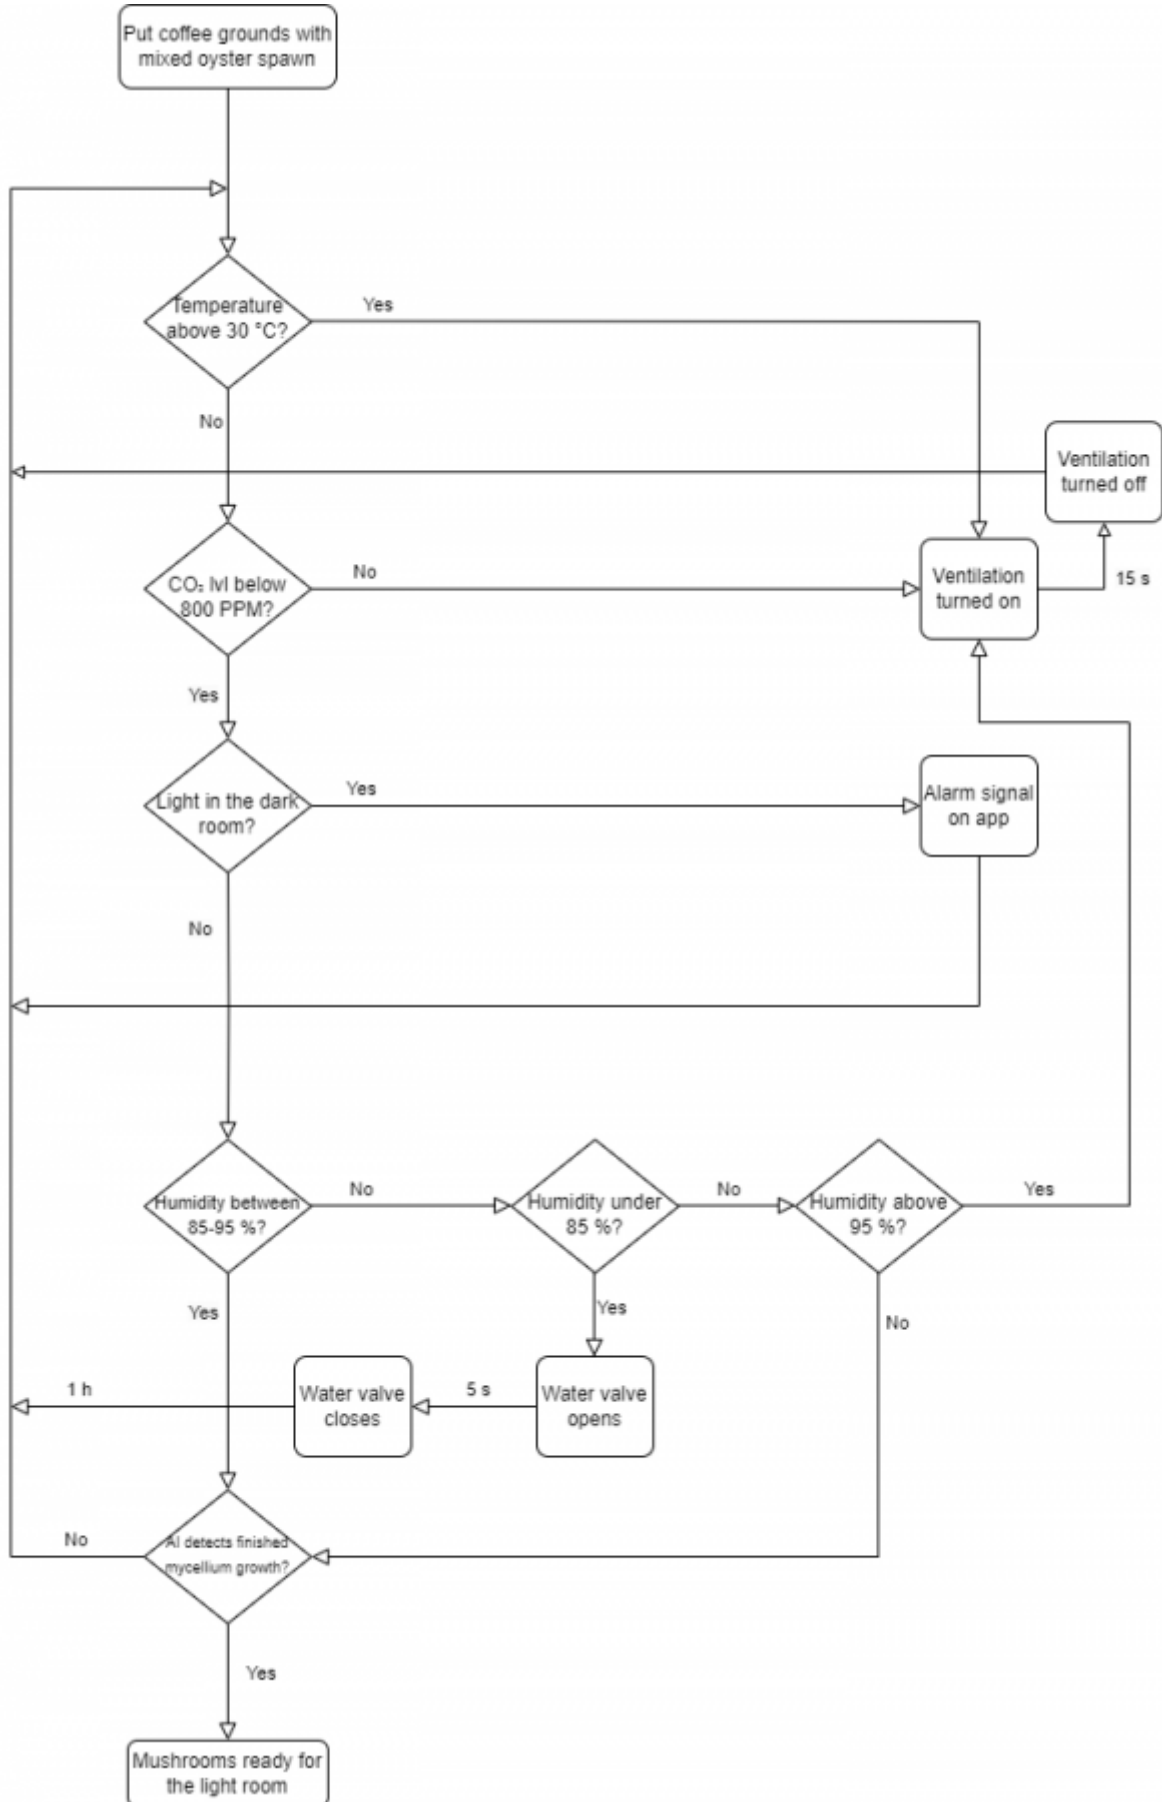 Put coffee grounds with
mixed oyster spawn
Temperature
above 30 °C?
Yes
No
Ventilation
turned off
CO₂ lvl below
800 PPM?
No
Ventilation
turned on
15 s
Yes
Light in the dark
room?
Yes
Alarm signal
on app
No
Humidity between
85-95 %?
No
Humidity under
85 %?
No
Humidity above
95 %?
Yes
Yes
Yes
No
1 h
Water valve
closes
5 s
Water valve
opens
No
AI detects finished
mycellium growth?
Yes
Mushrooms ready for
the light room